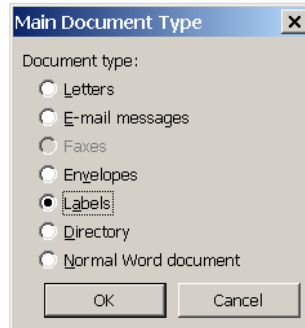 Main Document Type
Document type:
Letters
E-mail messages
Faxes
Envelopes
Labels
Directory
Normal Word document
OK Cancel